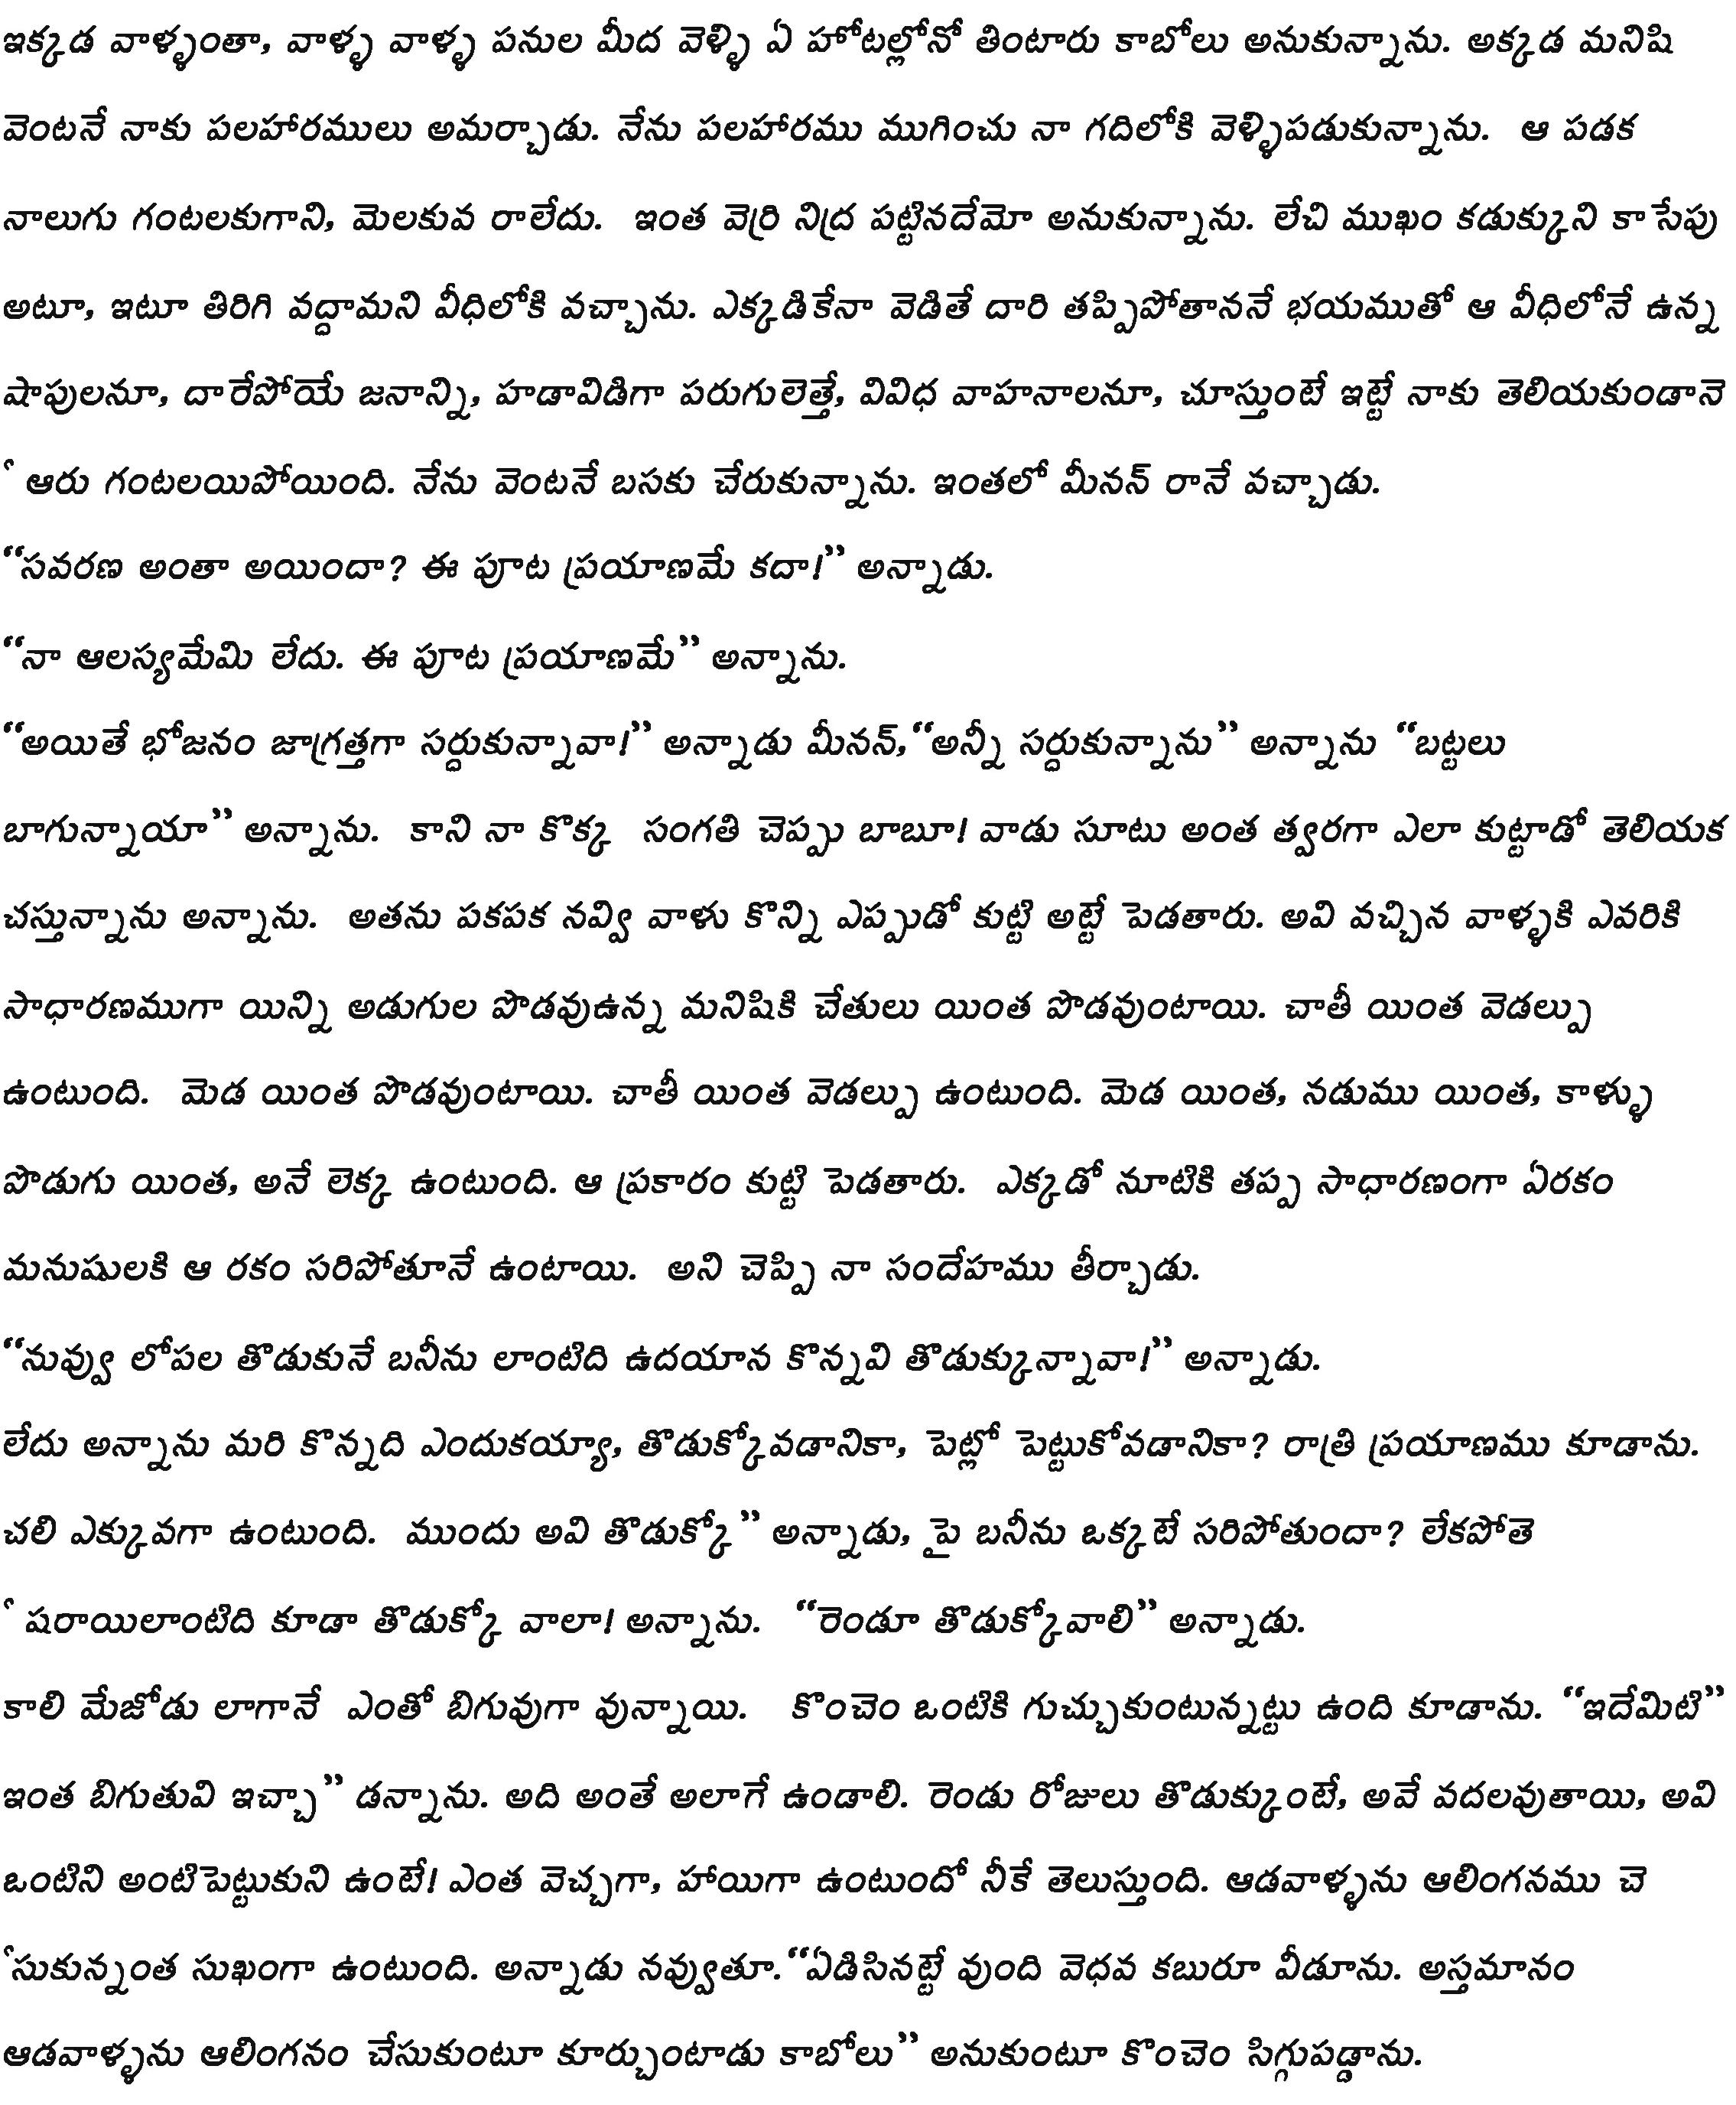 ఇక్కడ వాళ్ళంతా, వాళ్ళ వాళ్ళ పనుల మీద వెళ్ళి ఏ హోటల్లోనో తింటారు కాబోలు అనుకున్నాను. అక్కడ మనిషి
వెంటనే నాకు పలహారములు అమర్చాడు. నేను పలహారము ముగించు నా గదిలోకి వెళ్ళిపడుకున్నాను. ఆ పడక
నాలుగు గంటలకుగాని, మెలకువ రాలేదు. ఇంత వెర్రి నిద్ర పట్టినదేమో అనుకున్నాను. లేచి ముఖం కడుక్కుని కాసేపు
అటూ, ఇటూ తిరిగి వద్దామని వీధిలోకి వచ్చాను. ఎక్కడికేనా వెడితే దారి తప్పిపోతాననే భయముతో ఆ వీధిలోనే ఉన్న
షాపులనూ, దారేపోయే జనాన్ని, హడావిడిగా పరుగులెత్తే, వివిధ వాహనాలనూ, చూస్తుంటే ఇట్టే నాకు తెలియకుండానె
ే ఆరు గంటలయిపోయింది. నేను వెంటనే బసకు చేరుకున్నాను. ఇంతలో మీనన్ రానే వచ్చాడు.
“సవరణ అంతా అయిందా? ఈ పూట ప్రయాణమే కదా!” అన్నాడు.
“నా ఆలస్యమేమి లేదు. ఈ పూట ప్రయాణమే” అన్నాను.
“అయితే భోజనం జాగ్రత్తగా సర్దుకున్నావా!” అన్నాడు మీనన్,“అన్నీ సర్దుకున్నాను” అన్నాను “బట్టలు
బాగున్నాయా” అన్నాను. కాని నా కొక్క సంగతి చెప్పు బాబూ! వాడు సూటు అంత త్వరగా ఎలా కుట్టాడో తెలియక
చస్తున్నాను అన్నాను. అతను పకపక నవ్వి వాళు కొన్ని ఎప్పుడో కుట్టి అట్టే పెడతారు. అవి వచ్చిన వాళ్ళకి ఎవరికి
సాధారణముగా యిన్ని అడుగుల పొడవుఉన్న మనిషికి చేతులు యింత పొడవుంటాయి. చాతీ యింత వెడల్పు
ఉంటుంది. మెడ యింత పొడవుంటాయి. చాతీ యింత వెడల్పు ఉంటుంది. మెడ యింత, నడుము యింత, కాళ్ళు
పొడుగు యింత, అనే లెక్క ఉంటుంది. ఆ ప్రకారం కుట్టి పెడతారు. ఎక్కడో నూటికి తప్ప సాధారణంగా ఏరకం
మనుషులకి ఆ రకం సరిపోతూనే ఉంటాయి. అని చెప్పి నా సందేహము తీర్చాడు.
“నువ్వు లోపల తొడుకునే బనీను లాంటిది ఉదయాన కొన్నవి తొడుక్కున్నావా!” అన్నాడు.
లేదు అన్నాను మరి కొన్నది ఎందుకయ్యా, తొడుక్కోవడానికా, పెట్లో పెట్టుకోవడానికా? రాత్రి ప్రయాణము కూడాను.
చలి ఎక్కువగా ఉంటుంది. ముందు అవి తొడుక్కో” అన్నాడు, పై బనీను ఒక్కటే సరిపోతుందా? లేకపోతె
ే షరాయిలాంటిది కూడా తొడుక్కో వాలా! అన్నాను. “రెండూ తొడుక్కోవాలి” అన్నాడు.
కాలి మేజోడు లాగానే ఎంతో బిగువుగా వున్నాయి. కొంచెం ఒంటికి గుచ్చుకుంటున్నట్టు ఉంది కూడాను. “ఇదేమిటి”
ఇంత బిగుతువి ఇచ్చా” డన్నాను. అది అంతే అలాగే ఉండాలి. రెండు రోజులు తొడుక్కుంటే, అవే వదలవుతాయి, అవి
ఒంటిని అంటిపెట్టుకుని ఉంటే! ఎంత వెచ్చగా, హాయిగా ఉంటుందో నీకే తెలుస్తుంది. ఆడవాళ్ళను ఆలింగనము చె
ేసుకున్నంత సుఖంగా ఉంటుంది. అన్నాడు నవ్వుతూ.“ఏడిసినట్టే వుంది వెధవ కబురూ వీడూను. అస్తమానం
ఆడవాళ్ళను ఆలింగనం చేసుకుంటూ కూర్చుంటాడు కాబోలు” అనుకుంటూ కొంచెం సిగ్గుపడ్డాను.